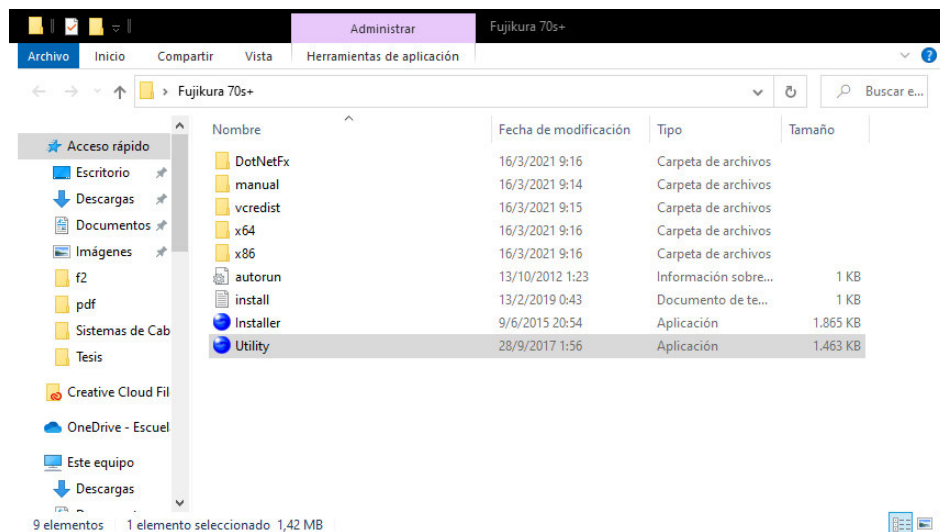 Administrar Fujikura 70s+
Archivo Inicio Compartir Vista Herramientas de aplicación
Fujikura 70s+ Buscar e...
Nombre Fecha de modificación Tipo Tamaño
Acceso rápido
Escritorio
Descargas
Documentos
Imágenes
f2
pdf
Sistemas de Cab
Tesis
Creative Cloud Fil
OneDrive - Escuel
Este equipo
Descargas
DotNetFx 16/3/2021 9:16 Carpeta de archivos
manual 16/3/2021 9:14 Carpeta de archivos
vcredist 16/3/2021 9:15 Carpeta de archivos
x64 16/3/2021 9:16 Carpeta de archivos
x86 16/3/2021 9:16 Carpeta de archivos
autorun 13/10/2012 1:23 Información sobre... 1 KB
install 13/2/2019 0:43 Documento de te... 1 KB
Installer 9/6/2015 20:54 Aplicación 1.865 KB
Utility 28/9/2017 1:56 Aplicación 1.463 KB
9 elementos 1 elemento seleccionado 1,42 MB